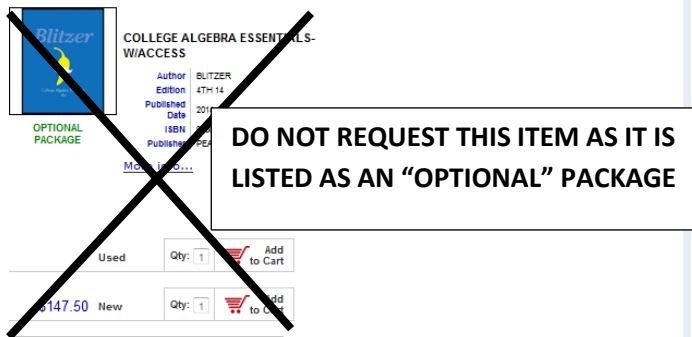 Blitzer
COLLEGE ALGEBRA ESSENTIALS-
W/ACCESS
Author BLITZER
Edition 4TH 14
Published
Date
OPTIONAL
PACKAGE
ISBN
Publisher
More info...
DO NOT REQUEST THIS ITEM AS IT IS
LISTED AS AN “OPTIONAL” PACKAGE
Used Qty: 1 Add
to Cart
$147.50 New Qty: 1 Add
to Cart